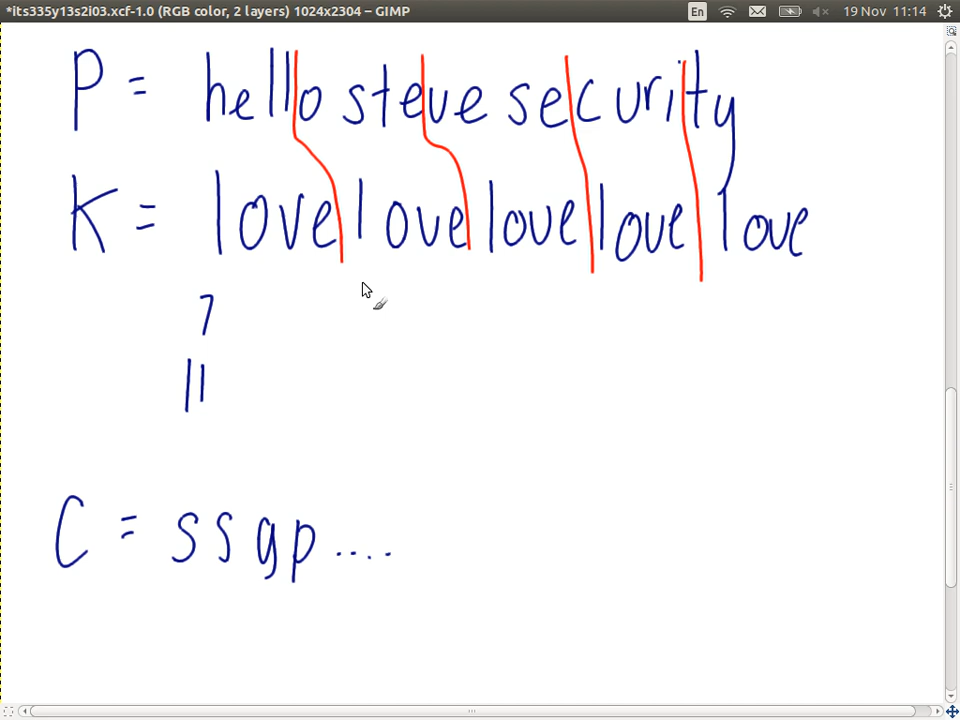 *its335y13s2i03.xcf-1.0 (RGB color, 2 layers) 1024x2304 – GIMP En 19 Nov 11:14
P = hello steve security
K = love love love love love
7
11
C = ssgp....